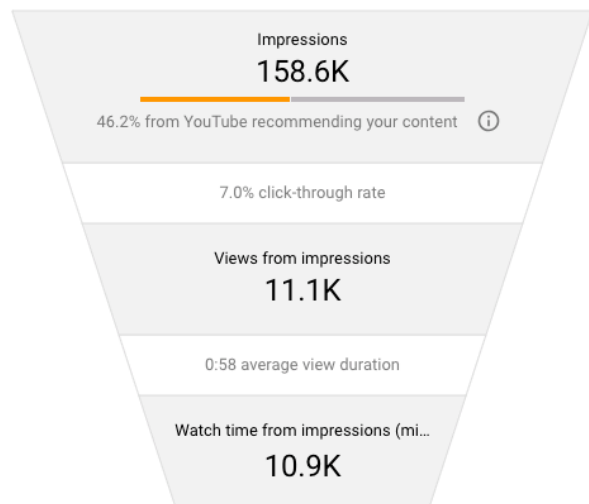 Impressions
158.6K
46.2% from YouTube recommending your content
7.0% click-through rate
Views from impressions
11.1K
0:58 average view duration
Watch time from impressions (mi…
10.9K